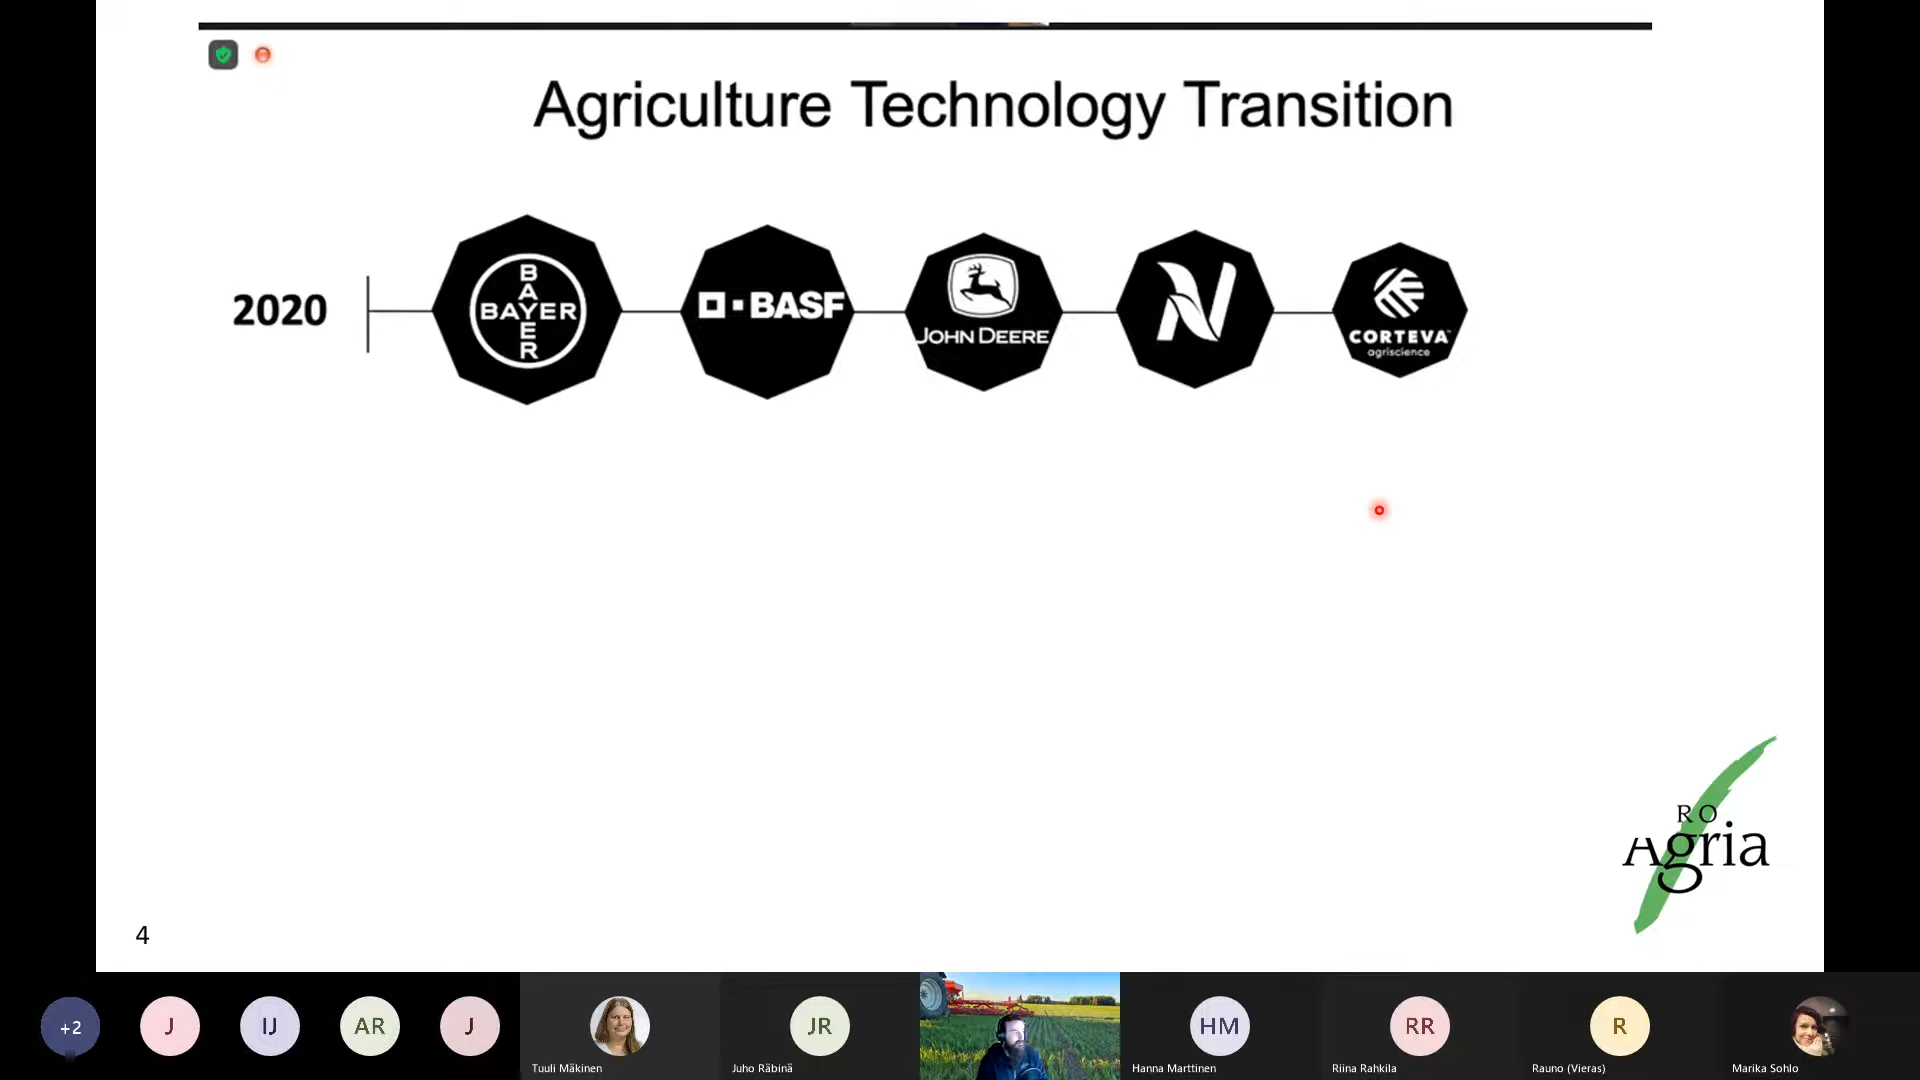 Agriculture Technology Transition
2020
BAYER
BAYER
BASF
JOHN DEERE
N
CORTEVA™
agriscience
RO
Agria
4
+2
J
IJ
AR
J
Tuuli Mäkinen
JR
Juho Räbinä
HM
Hanna Marttinen
RR
Riina Rahkila
R
Rauno (Vieras)
Marika Sohlo